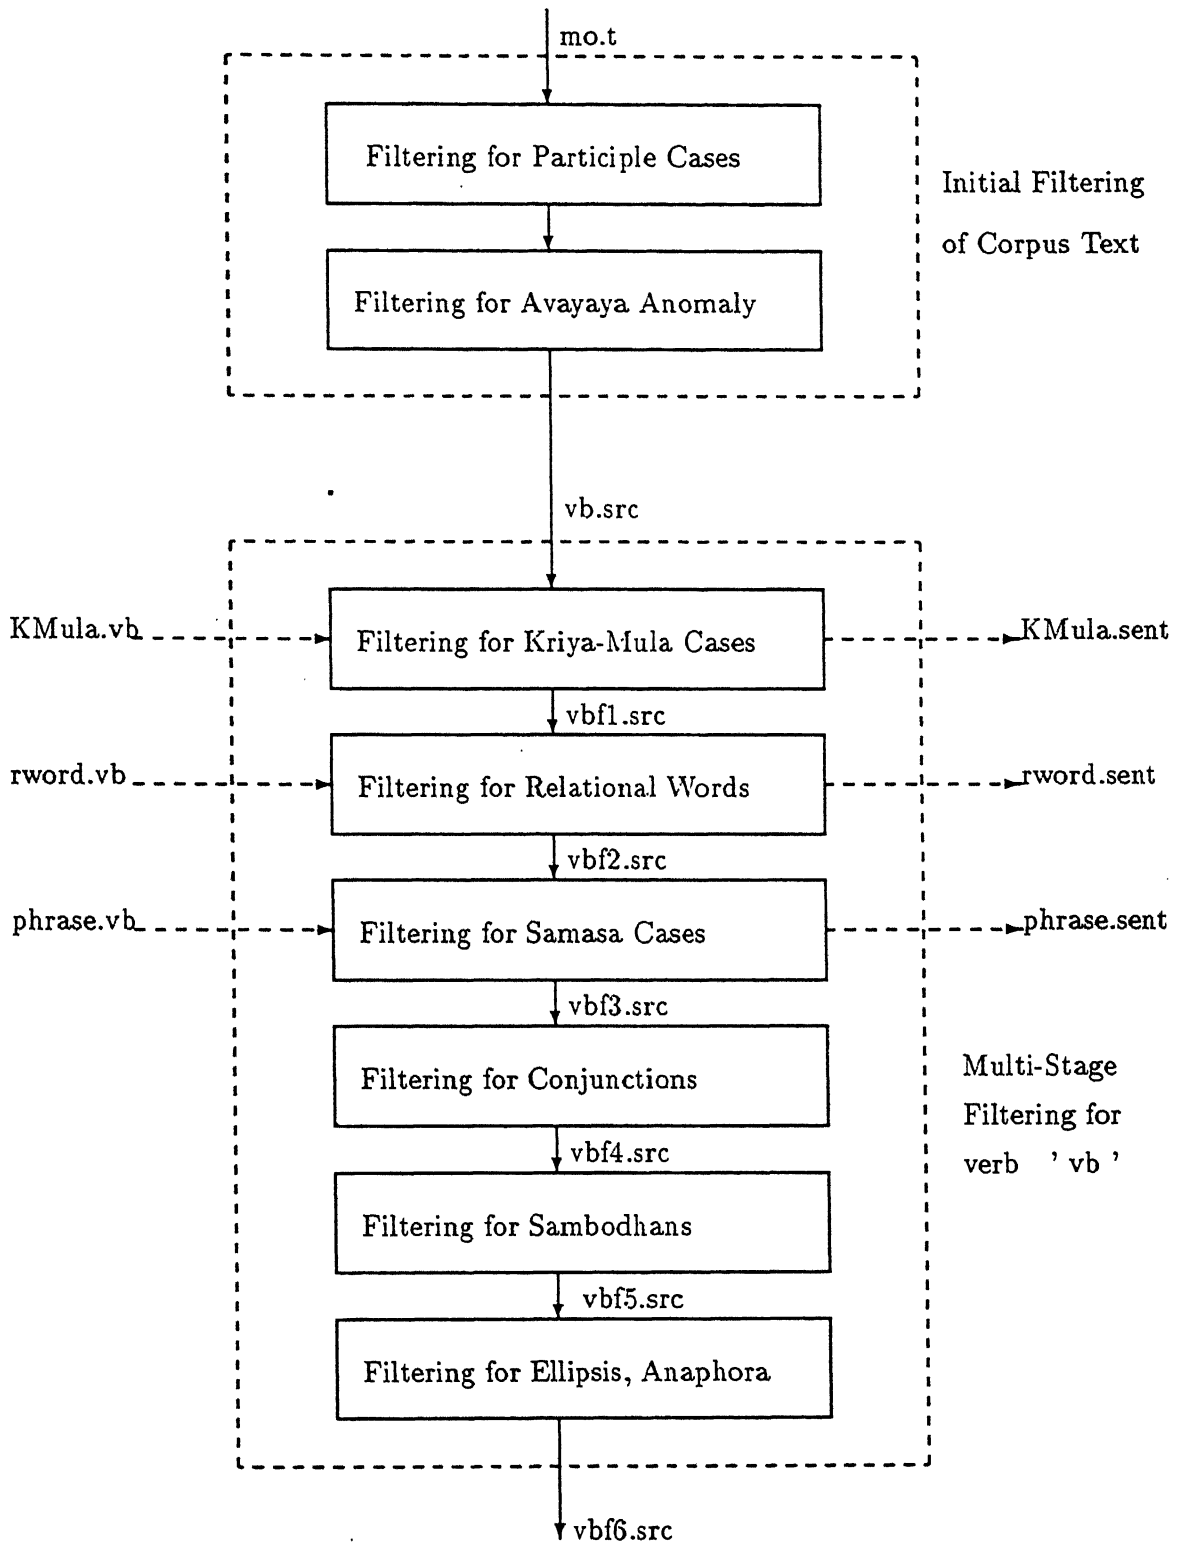 mo.t
Filtering for Participle Cases
Initial Filtering
of Corpus Text
Filtering for Avayaya Anomaly
vb.src
KMula.vb
Filtering for Kriya-Mula Cases
KMula.sent
vbf1.src
rword.vb
Filtering for Relational Words
rword.sent
vbf2.src
phrase.vb
Filtering for Samasa Cases
phrase.sent
vbf3.src
Filtering for Conjunctions
Multi-Stage
Filtering for
verb ' vb '
vbf4.src
Filtering for Sambodhans
vbf5.src
Filtering for Ellipsis, Anaphora
vbf6.src